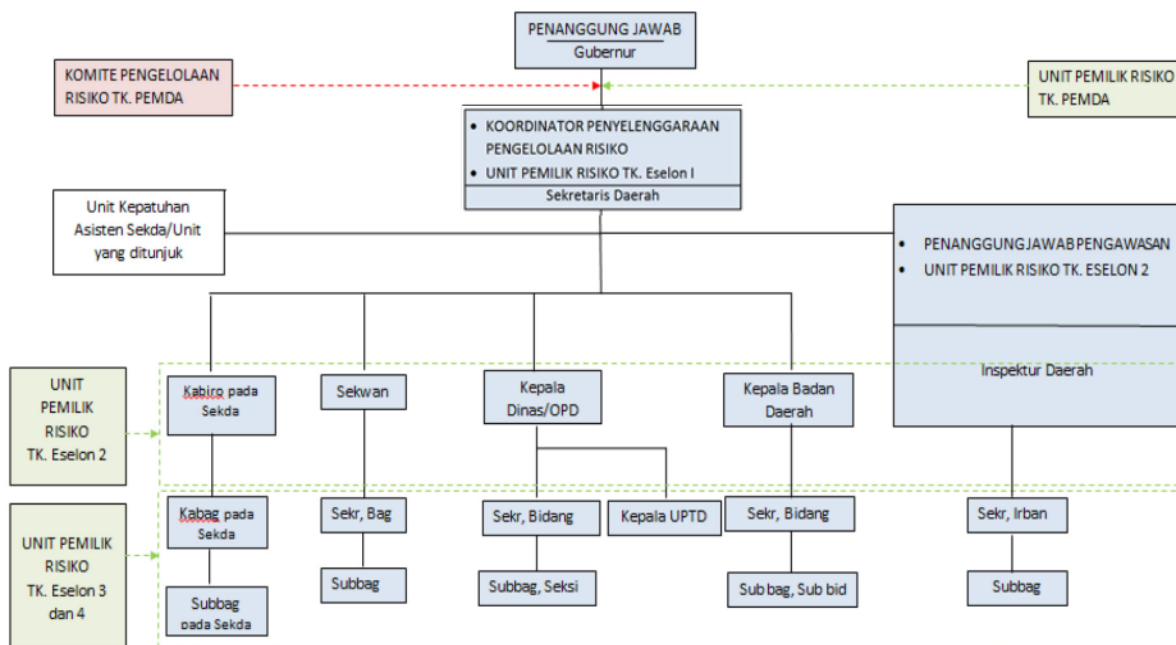 PENANGGUNG JAWAB
Gubernur
KOMITE PENGELOLAAN
RISIKO TK. PEMDA
UNIT PEMILIK RISIKO
TK. PEMDA
• KOORDINATOR PENYELENGGARAAN
PENGELOLAAN RISIKO
• UNIT PEMILIK RISIKO TK. Eselon I
Sekretaris Daerah
Unit Kepatuhan
Asisten Sekda/Unit
yang ditunjuk
• PENANGGUNG JAWAB PENGAWASAN
• UNIT PEMILIK RISIKO TK. ESELON 2
Inspektur Daerah
UNIT
PEMILIK
RISIKO
TK. Eselon 2
Kabiro pada
Sekda
Sekwan
Kepala
Dinas/OPD
Kepala Badan
Daerah
UNIT PEMILIK
RISIKO
TK. Eselon 3
dan 4
Kabag pada
Sekda
Sekr, Bag
Sekr, Bidang
Kepala UPTD
Sekr, Bidang
Sekr, Irban
Subbag
pada Sekda
Subbag
Subbag, Seksi
Subbag, Sub bid
Subbag